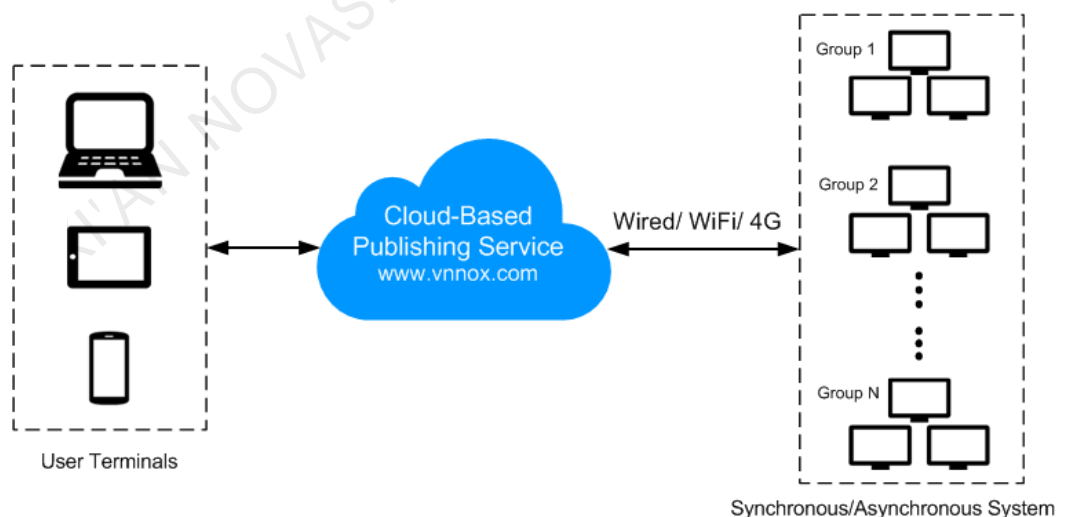 User Terminals
Cloud-Based
Publishing Service
www.vnnox.com
Wired/ WiFi/ 4G
Group 1
Group 2
Group N
Synchronous/Asynchronous System